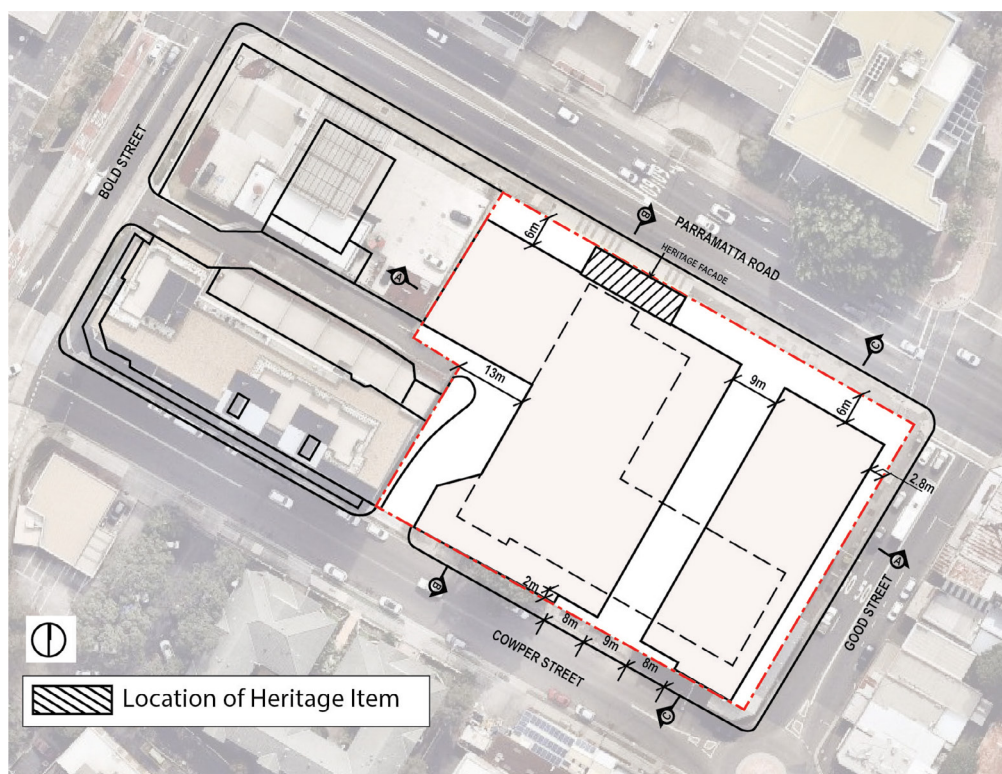 BOLD STREET
PARRAMATTA ROAD
HERITAGE FACADE
B
6m
A
C
13m
9m
6m
2.8m
A
GOOD STREET
B
2m
8m
9m
8m
COWPER STREET
C
Location of Heritage Item